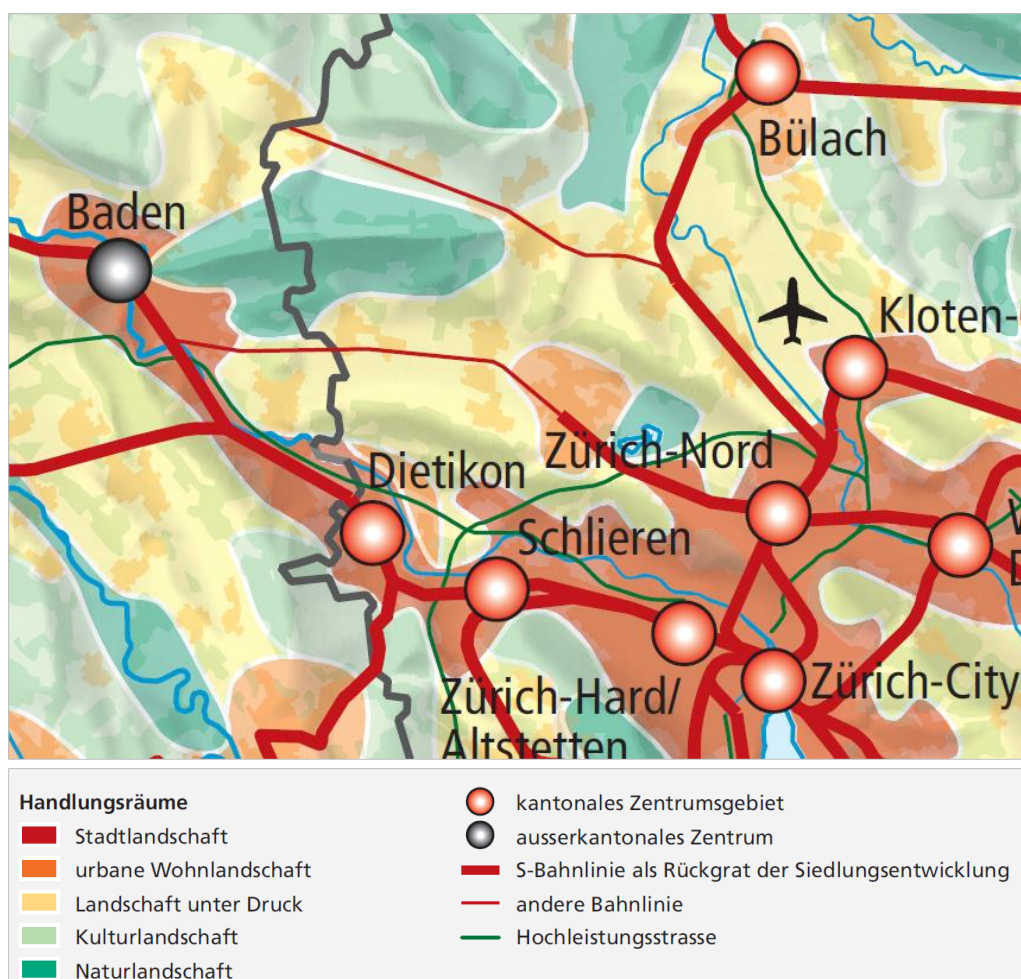 Bülach
Baden
Kloten-
Zürich-Nord
Dietikon
Schlieren
Zürich-City
Zürich-Hard/
Altstetten
Handlungsräume
Stadtlandschaft
urbane Wohnlandschaft
Landschaft unter Druck
Kulturlandschaft
Naturlandschaft
kantonales Zentrumsgebiet
ausserkantonales Zentrum
S-Bahnlinie als Rückgrat der Siedlungsentwicklung
andere Bahnlinie
Hochleistungsstrasse